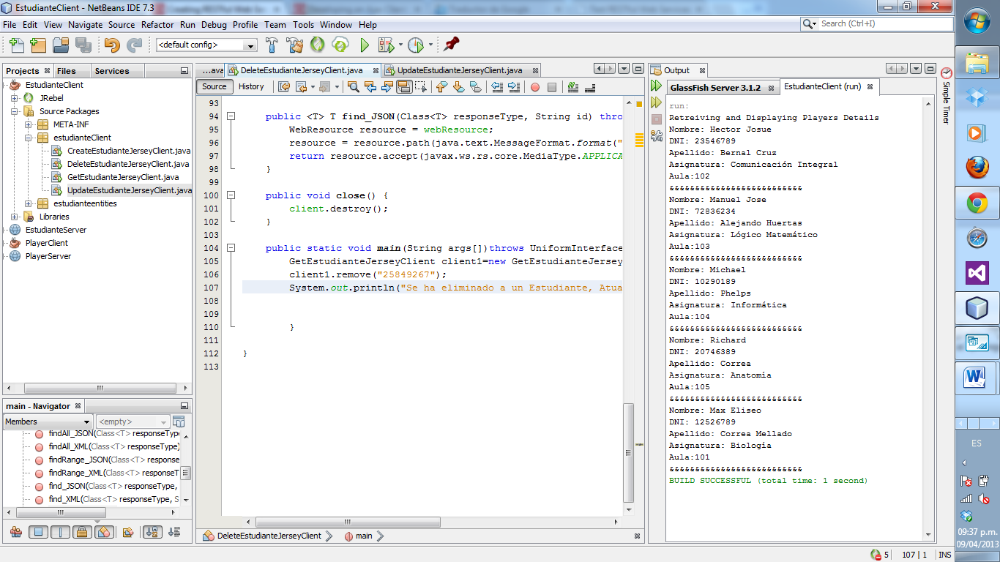 EstudianteClient - NetBeans IDE 7.3
File Edit View Navigate Source Refactor Run Debug Profile Team Tools Window Help
Search (Ctrl+I)
<default config>
Projects Files Services
EstudianteClient
JRebel
Source Packages
META-INF
estudianteClient
CreateEstudianteJerseyClient.java
DeleteEstudianteJerseyClient.java
GetEstudianteJerseyClient.java
UpdateEstudianteJerseyClient.java
estudianteentities
Libraries
EstudianteServer
PlayerClient
PlayerServer
main - Navigator
Members <empty>
findAll_JSON(Class<T> responseType
findAll_XML(Class<T> responseType)
findRange_JSON(Class<T> response
findRange_XML(Class<T> responseT
find_JSON(Class<T> responseType,
find_XML(Class<T> responseType, S
...ava DeleteEstudianteJerseyClient.java UpdateEstudianteJerseyClient.java
Source History
93
94 public <T> T find_JSON(Class<T> responseType, String id) thro
95 WebResource resource = webResource;
96 resource = resource.path(java.text.MessageFormat.format("
97 return resource.accept(javax.ws.rs.core.MediaType.APPLICA
98 }
99
100 public void close() {
101 client.destroy();
102 }
103
104 public static void main(String args[])throws UniformInterface
105 GetEstudianteJerseyClient client1=new GetEstudianteJersey
106 client1.remove("25849267");
107 System.out.println("Se ha eliminado a un Estudiante, Atua
108
109
110 }
111
112 }
113
DeleteEstudianteJerseyClient main
Output
GlassFish Server 3.1.2 EstudianteClient (run)
run:
Retreiving and Displaying Players Details
Nombre: Hector Josue
DNI: 23546789
Apellido: Bernal Cruz
Asignatura: Comunicación Integral
Aula:102
&&&&&&&&&&&&&&&&&&&&&&&&&&
Nombre: Manuel Jose
DNI: 72836234
Apellido: Alejando Huertas
Asignatura: Lógico Matemático
Aula:103
&&&&&&&&&&&&&&&&&&&&&&&&&&
Nombre: Michael
DNI: 10290189
Apellido: Phelps
Asignatura: Informática
Aula:104
&&&&&&&&&&&&&&&&&&&&&&&&&&
Nombre: Richard
DNI: 20746389
Apellido: Correa
Asignatura: Anatomía
Aula:105
&&&&&&&&&&&&&&&&&&&&&&&&&&
Nombre: Max Eliseo
DNI: 12526789
Apellido: Correa Mellado
Asignatura: Biología
Aula:101
&&&&&&&&&&&&&&&&&&&&&&&&&&
BUILD SUCCESSFUL (total time: 1 second)
Simple Timer
5 107 | 1 INS
ES
09:37 p.m.
09/04/2013